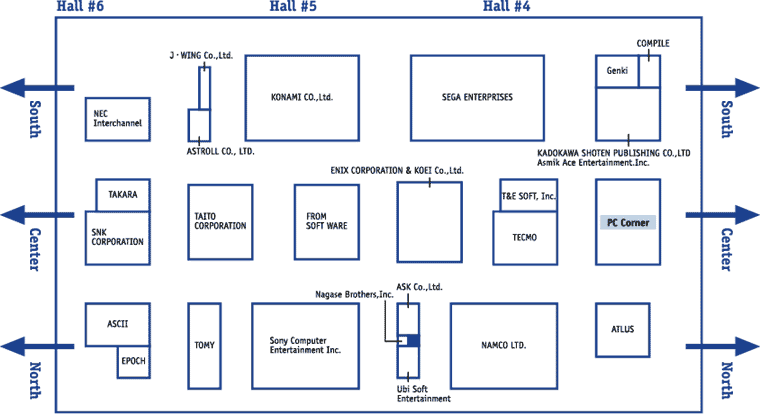 Hall #6
Hall #5
Hall #4
J・WING Co.,Ltd.
COMPILE
Genki
South
NEC
Interchannel
KONAMI CO.,Ltd.
SEGA ENTERPRISES
South
ASTROLL CO., LTD.
KADOKAWA SHOTEN PUBLISHING CO.,LTD
Asmik Ace Entertainment.Inc.
ENIX CORPORATION & KOEI Co.,Ltd.
TAKARA
T&E SOFT, Inc.
Center
SNK
CORPORATION
TAITO
CORPORATION
FROM
SOFT WARE
TECMO
PC Corner
Center
ASK Co.,Ltd.
Nagase Brothers,Inc.
ASCII
EPOCH
North
TOMY
Sony Computer
Entertainment Inc.
NAMCO LTD.
ATLUS
North
Ubi Soft
Entertainment